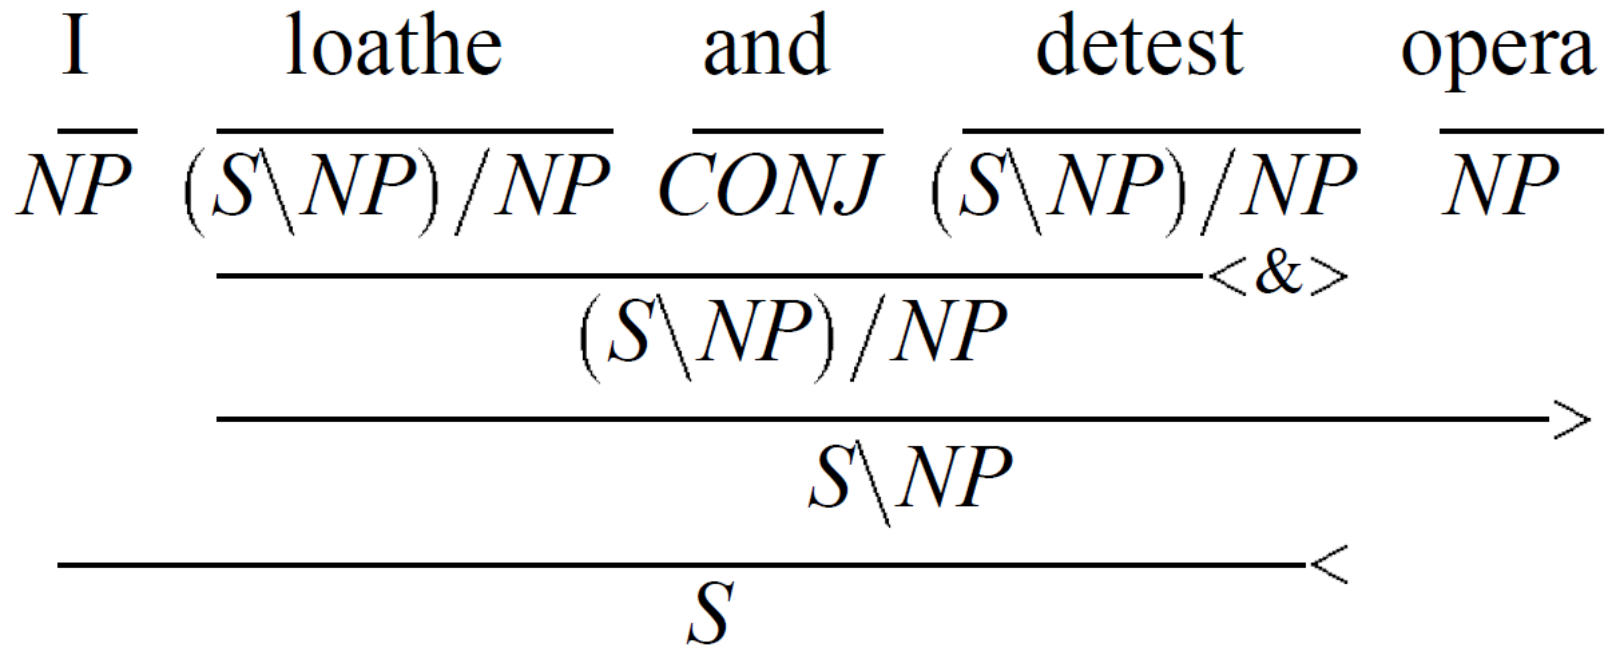 I loathe and detest opera
NP (S\NP)/NP CONJ (S\NP)/NP NP
<&>
(S\NP)/NP
>
S\NP
<
S